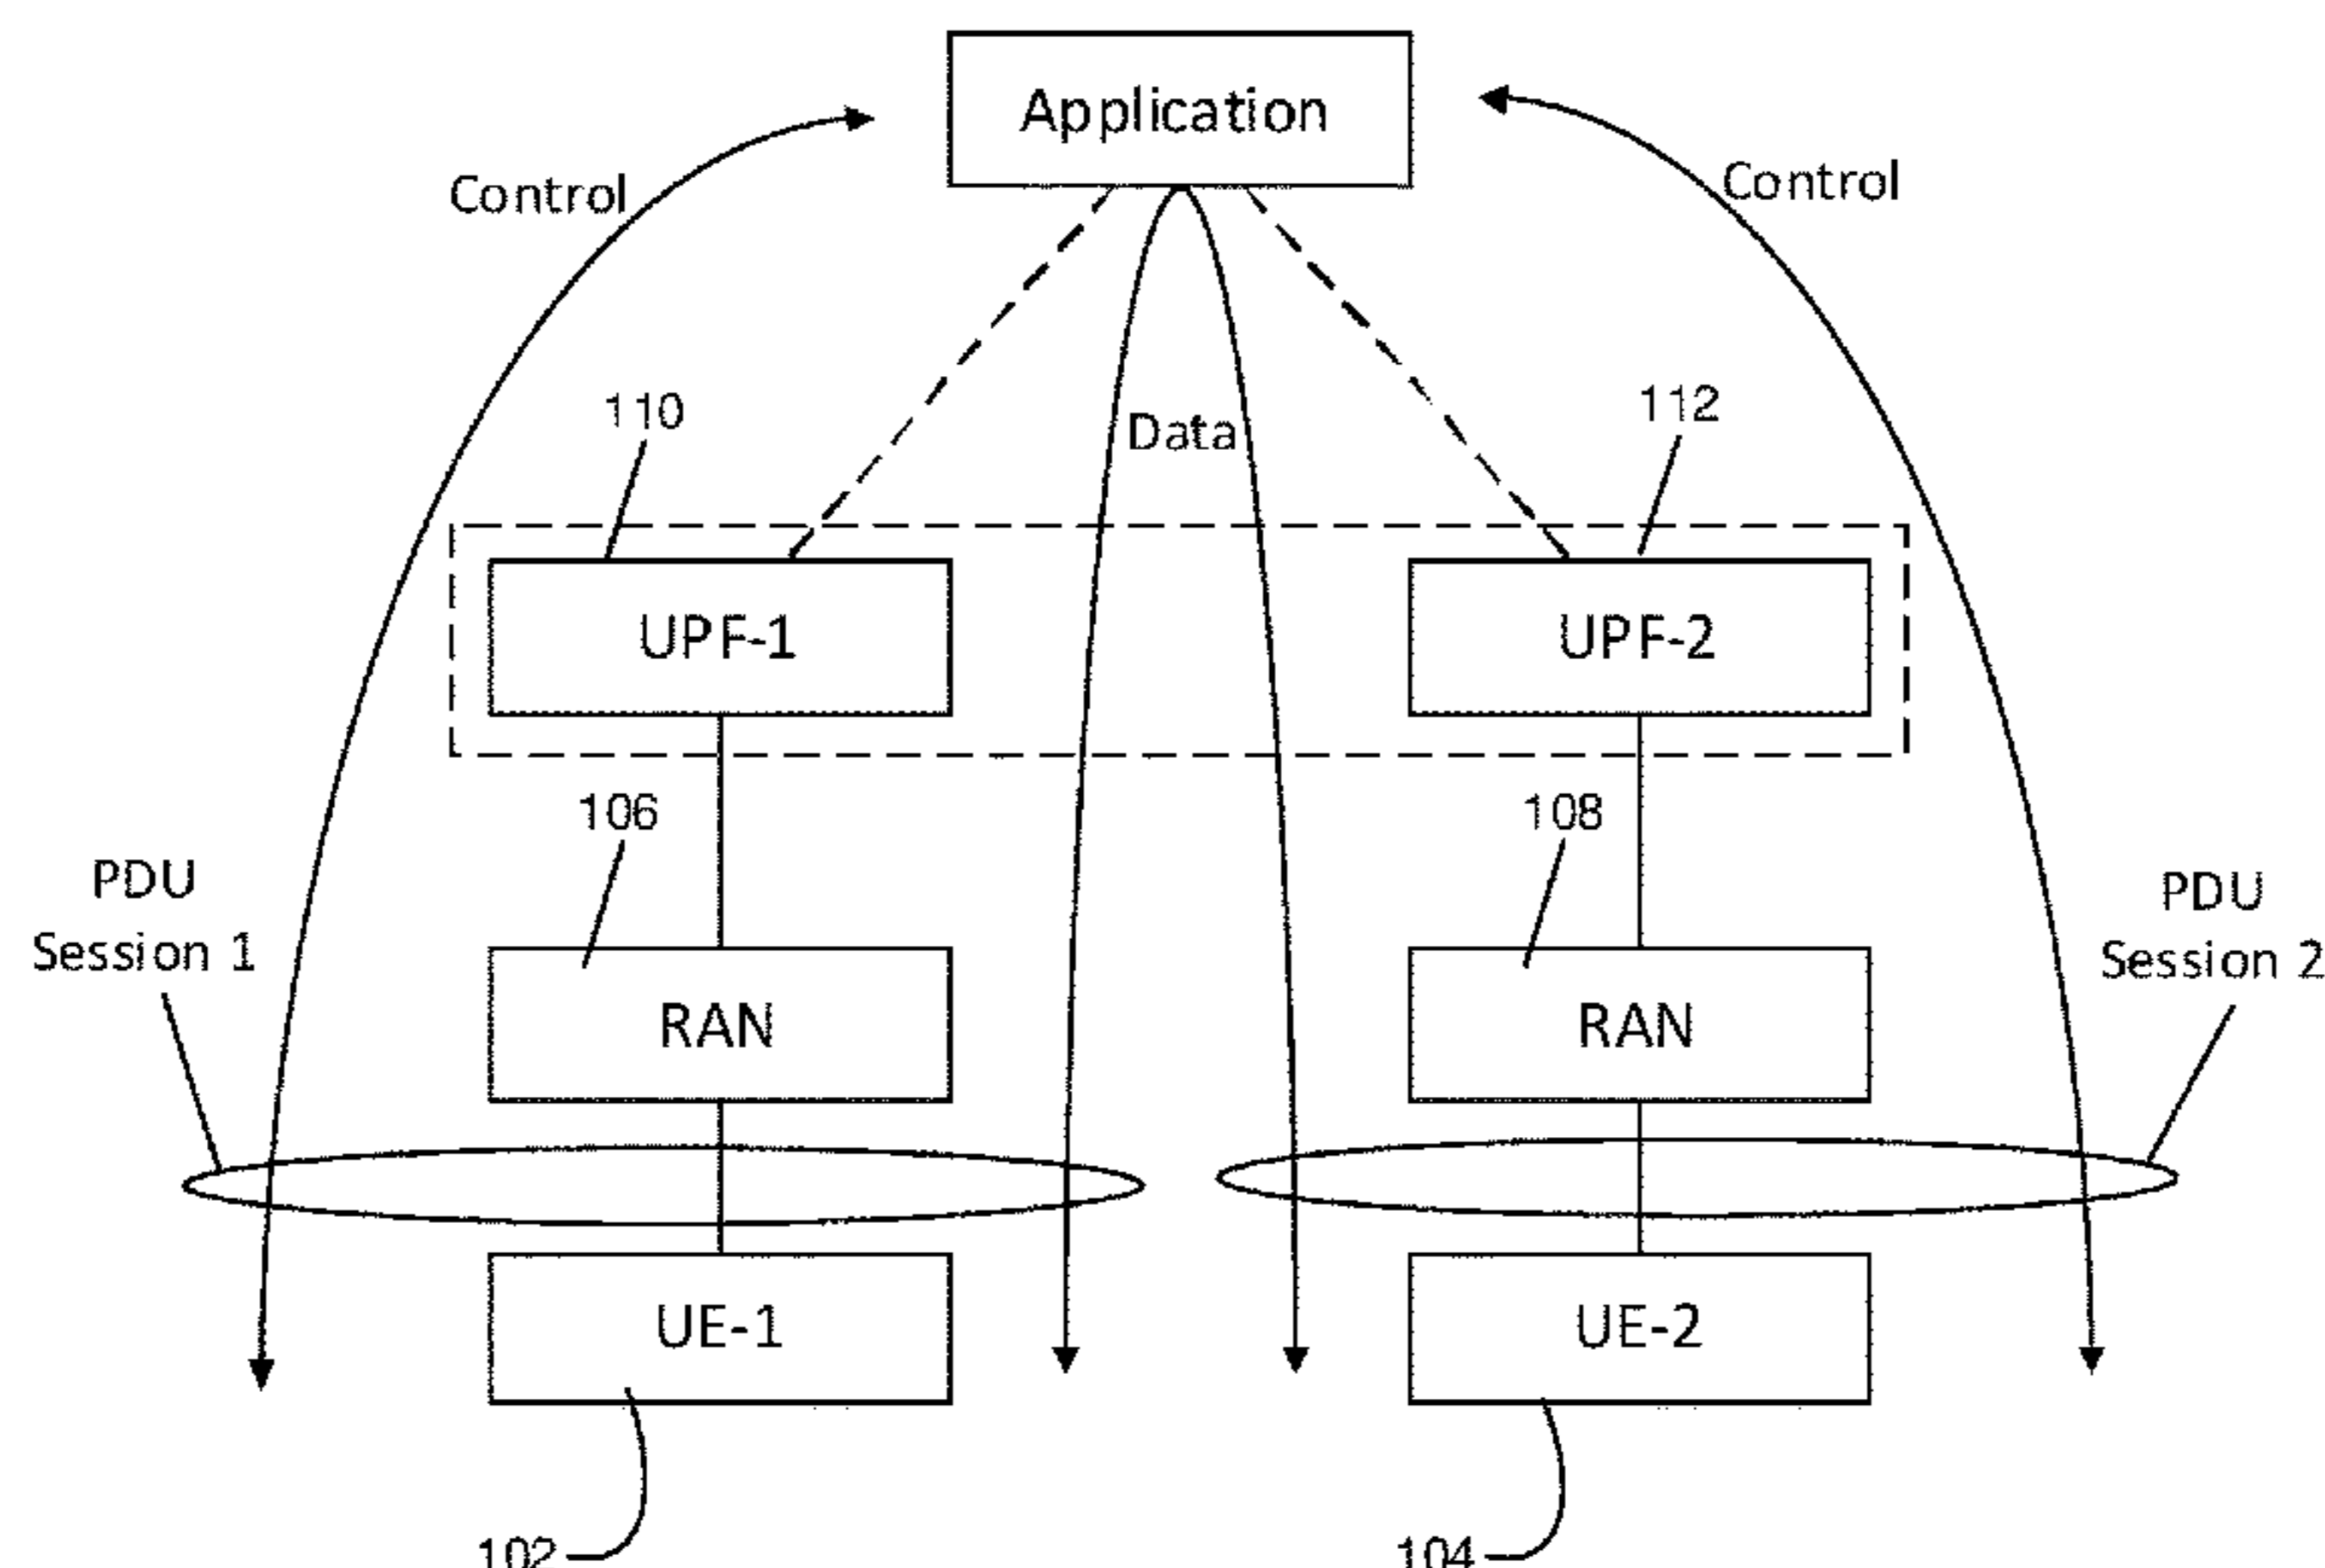 Application
Control
Control
110
112
Data
UPF-1
UPF-2
106
108
PDU
Session 1
PDU
Session 2
RAN
RAN
UE-1
UE-2
102
104